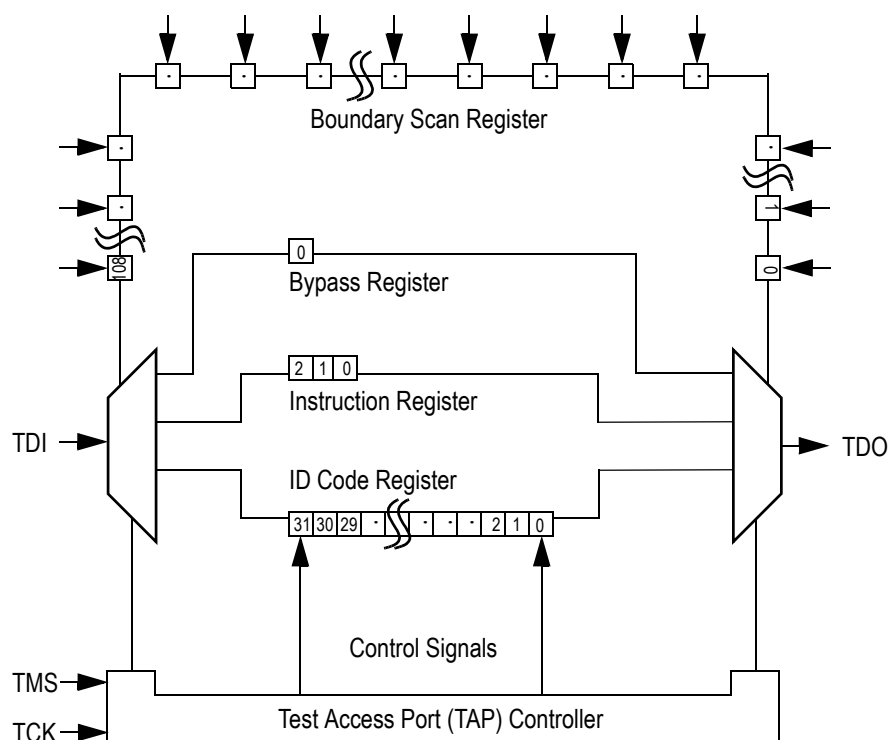 · · · · · · · ·
Boundary Scan Register
· ·
· 1
108 0
0
Bypass Register
2 1 0
Instruction Register
TDI TDO
ID Code Register
31 30 29 · · · · 2 1 0
Control Signals
TMS
Test Access Port (TAP) Controller
TCK